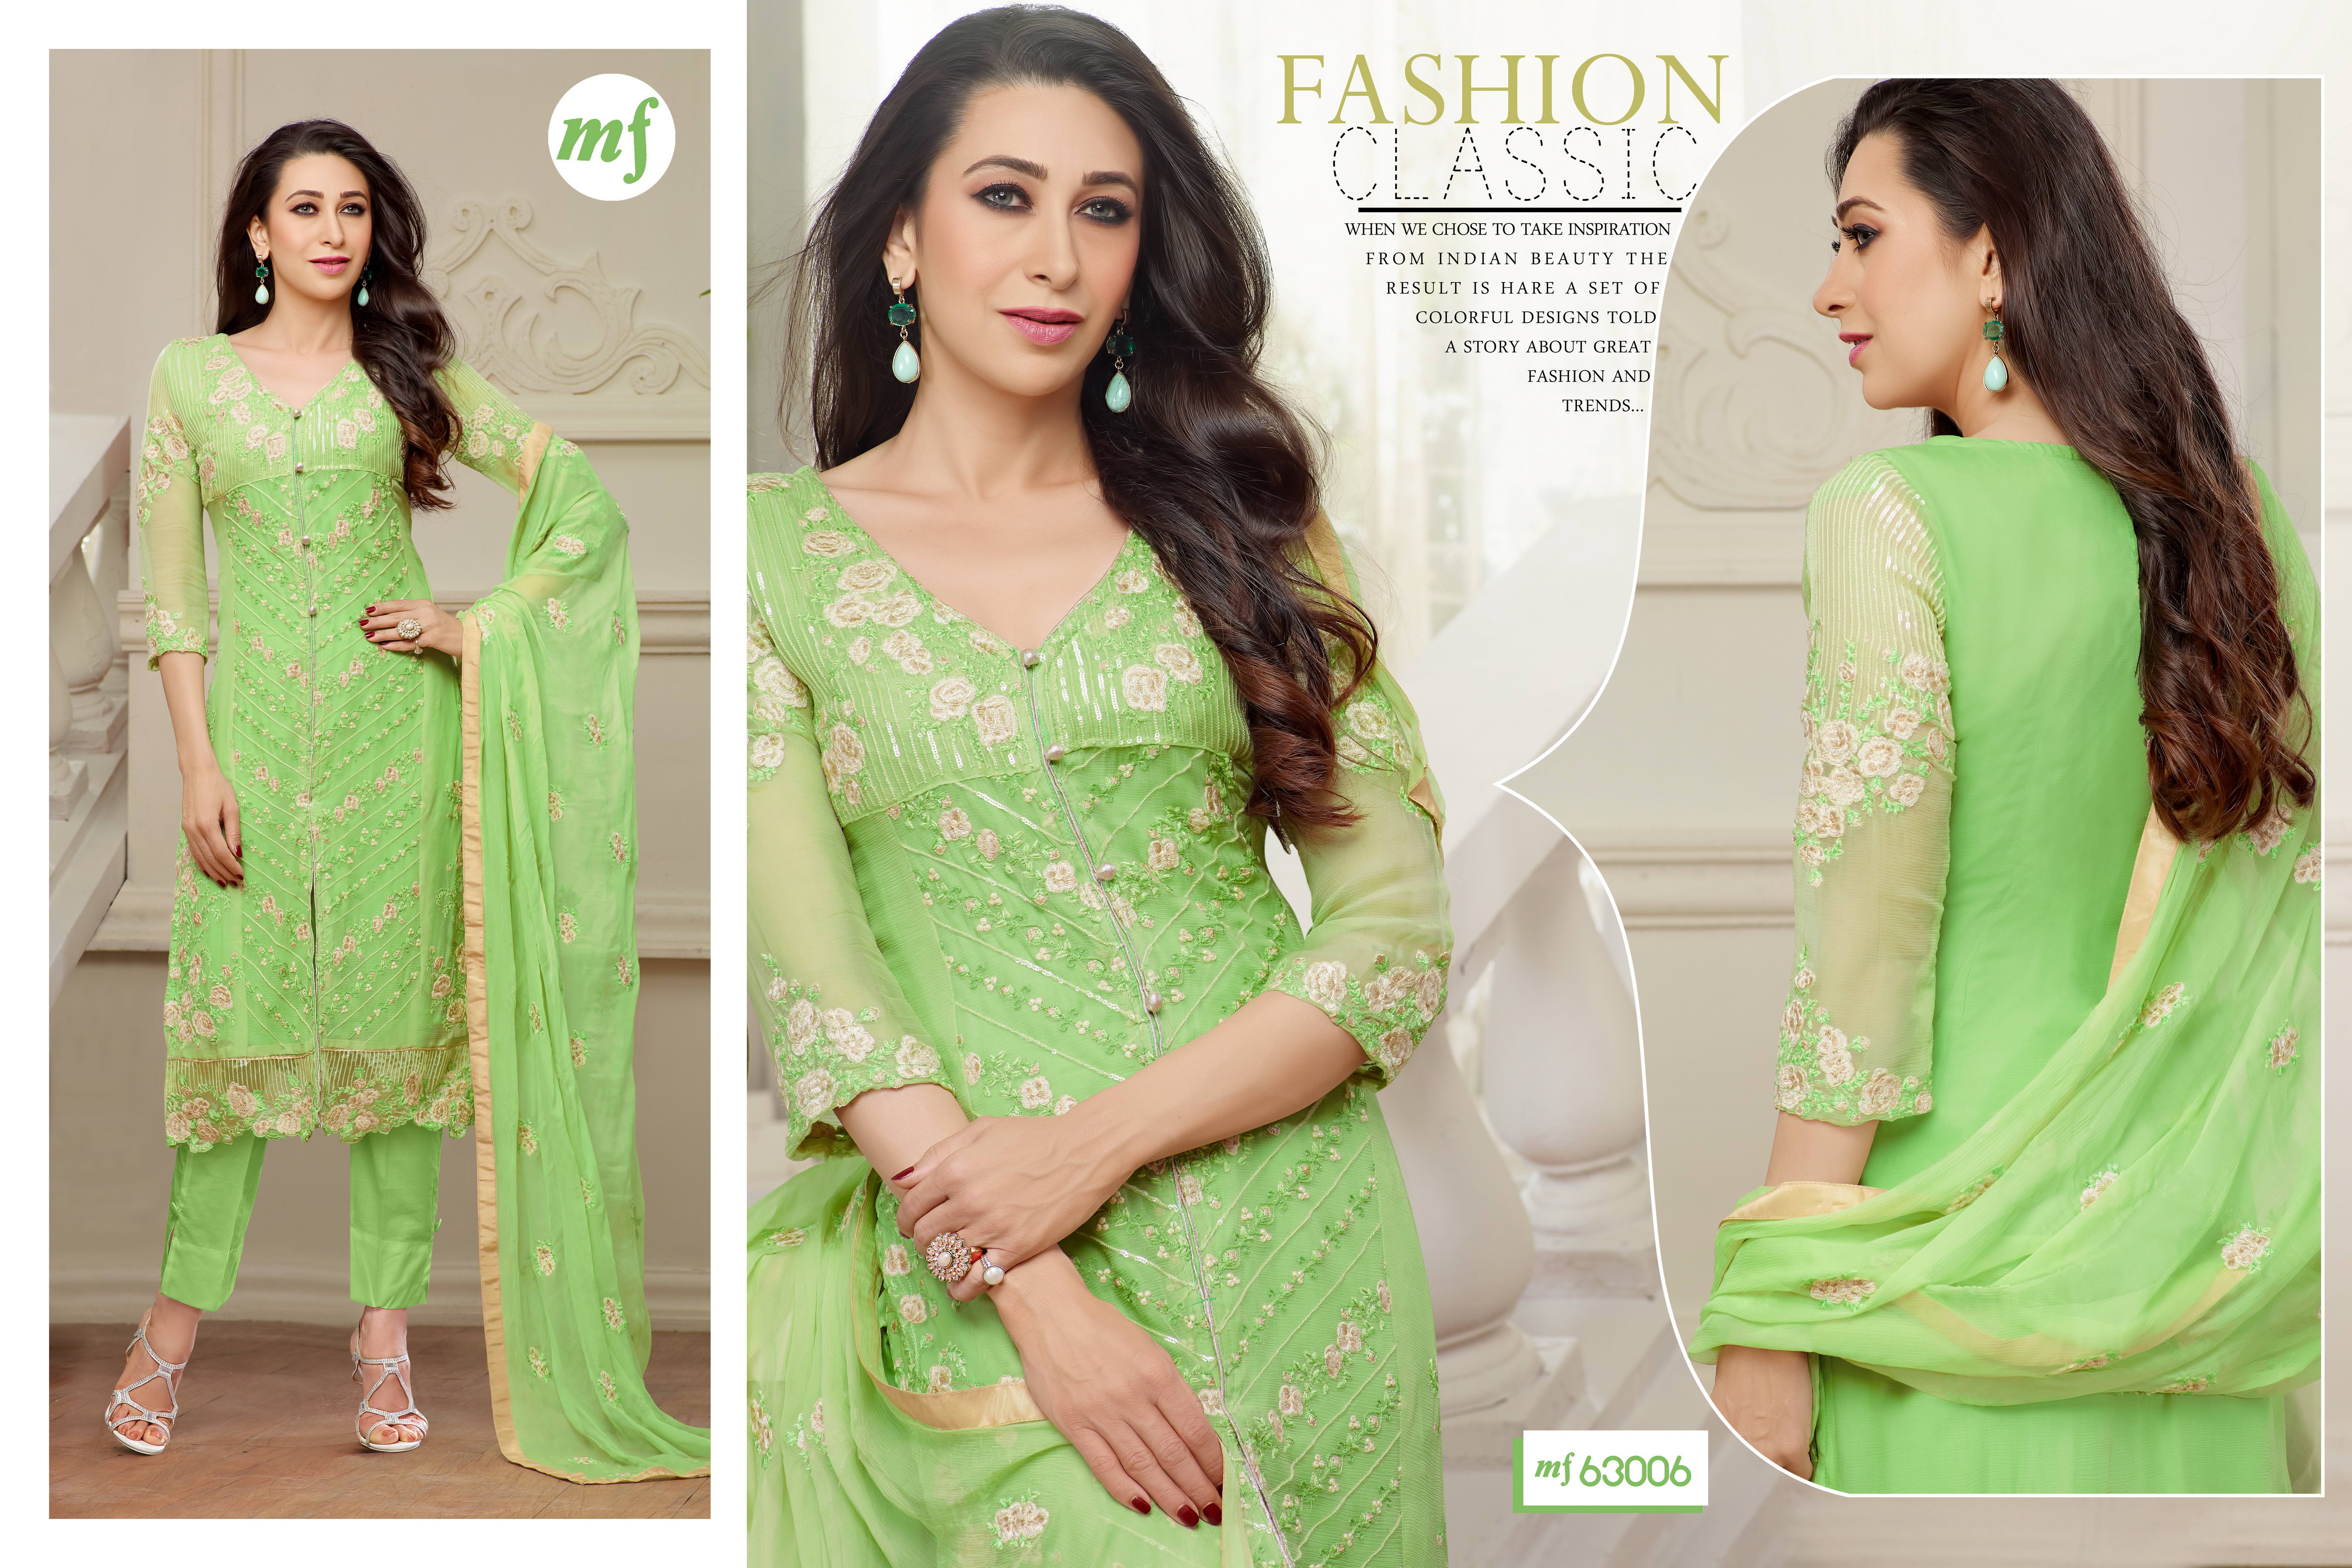 mf
FASHION
CLASSIC
WHEN WE CHOSE TO TAKE INSPIRATION
FROM INDIAN BEAUTY THE
RESULT IS HARE A SET OF
COLORFUL DESIGNS TOLD
A STORY ABOUT GREAT
FASHION AND
TRENDS...
mf 63006